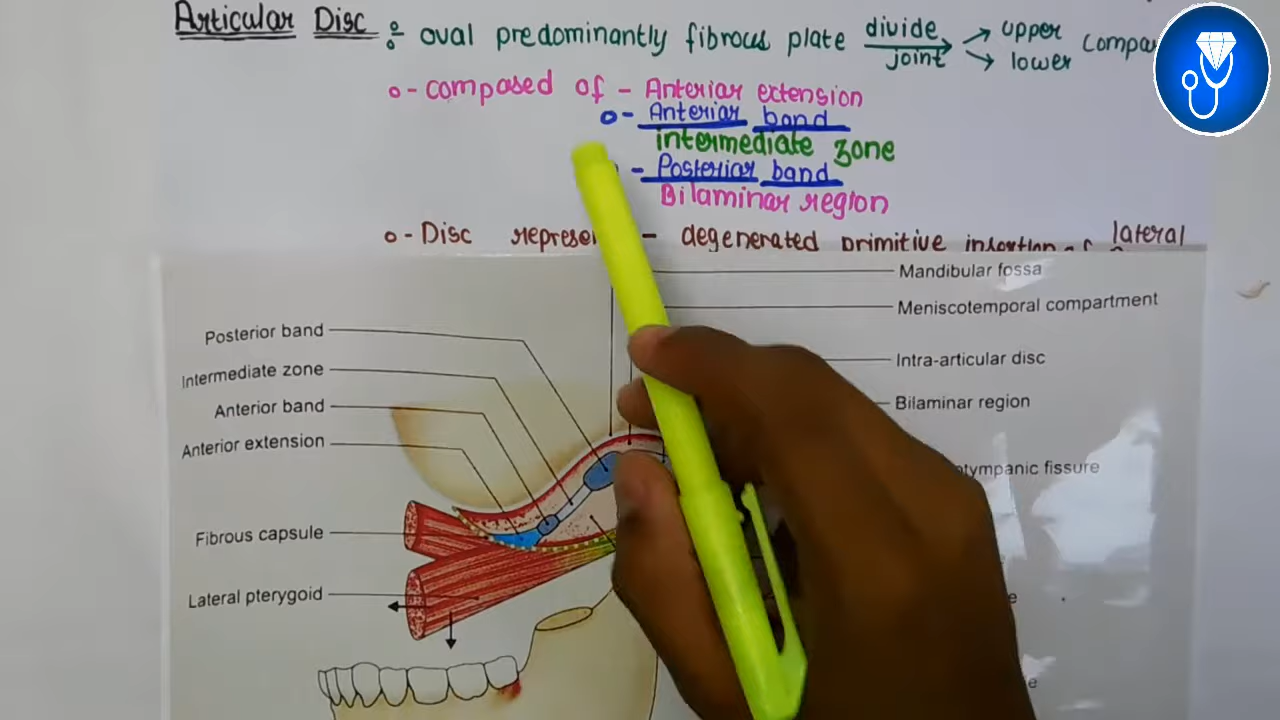 Articular Disc : oval predominantly fibrous plate divide joint → upper
lower
o - composed of - Anterior extension
o - Anterior band
intermediate zone
- Posterior band
Bilaminar region
o - Disc - degenerated primitive insertion lateral
Mandibular fossa
Meniscotemporal compartment
Posterior band
Intra-articular disc
Intermediate zone
Bilaminar region
Anterior band
Anterior extension
fissure
Fibrous capsule
Lateral pterygoid